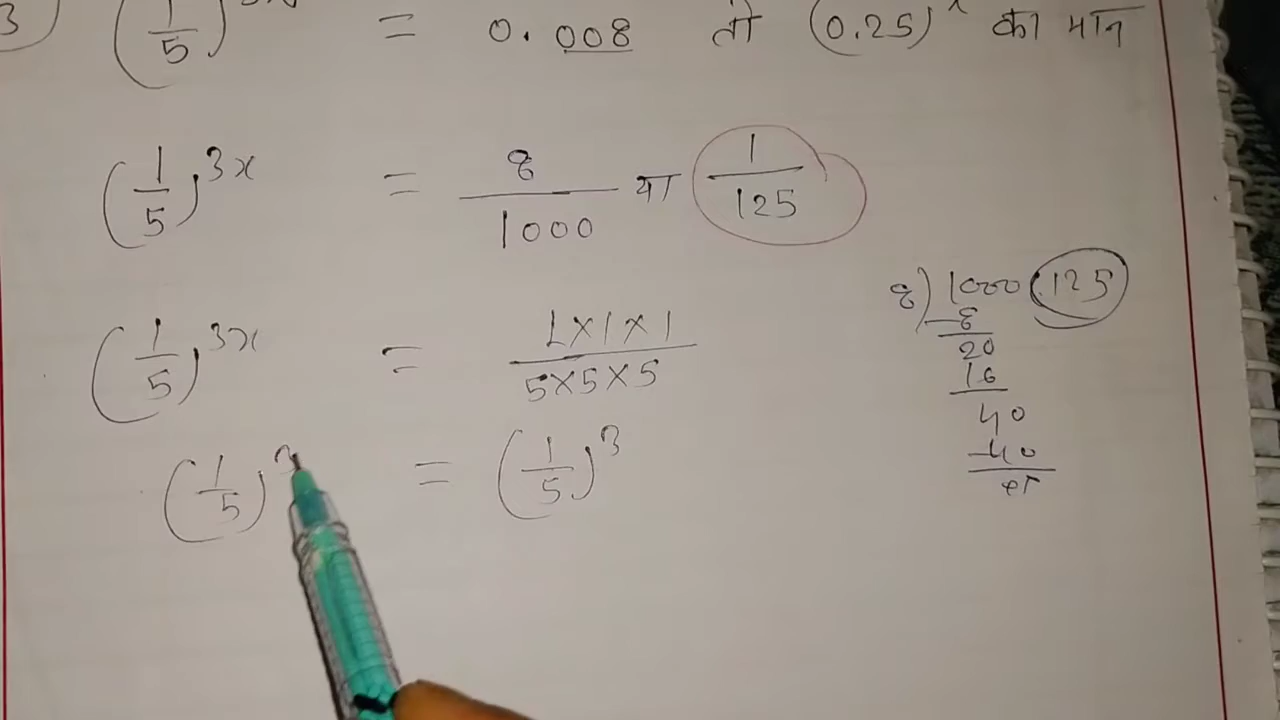 3 (1/5)^3x = 0.008 तो (0.25)^x का मान
(1/5)^3x = 8/1000 या 1/125
(1/5)^3x = 1×1×1/5×5×5
(1/5)^3 = (1/5)^3
8) 1000 (125
-8
20
16
40
-40